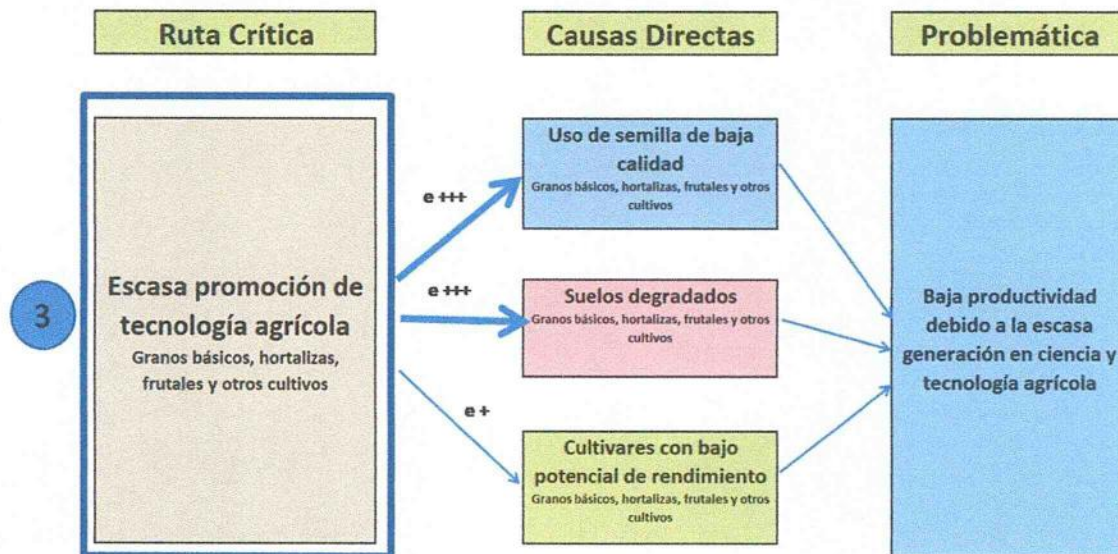 Ruta Crítica
Causas Directas
Problemática
3
Escasa promoción de
tecnología agrícola
Granos básicos, hortalizas,
frutales y otros cultivos
e +++
e +++
e +
Uso de semilla de baja
calidad
Granos básicos, hortalizas, frutales y otros
cultivos
Suelos degradados
Granos básicos, hortalizas, frutales y otros
cultivos
Cultivares con bajo
potencial de rendimiento
Granos básicos, hortalizas, frutales y otros
cultivos
Baja productividad
debido a la escasa
generación en ciencia y
tecnología agrícola